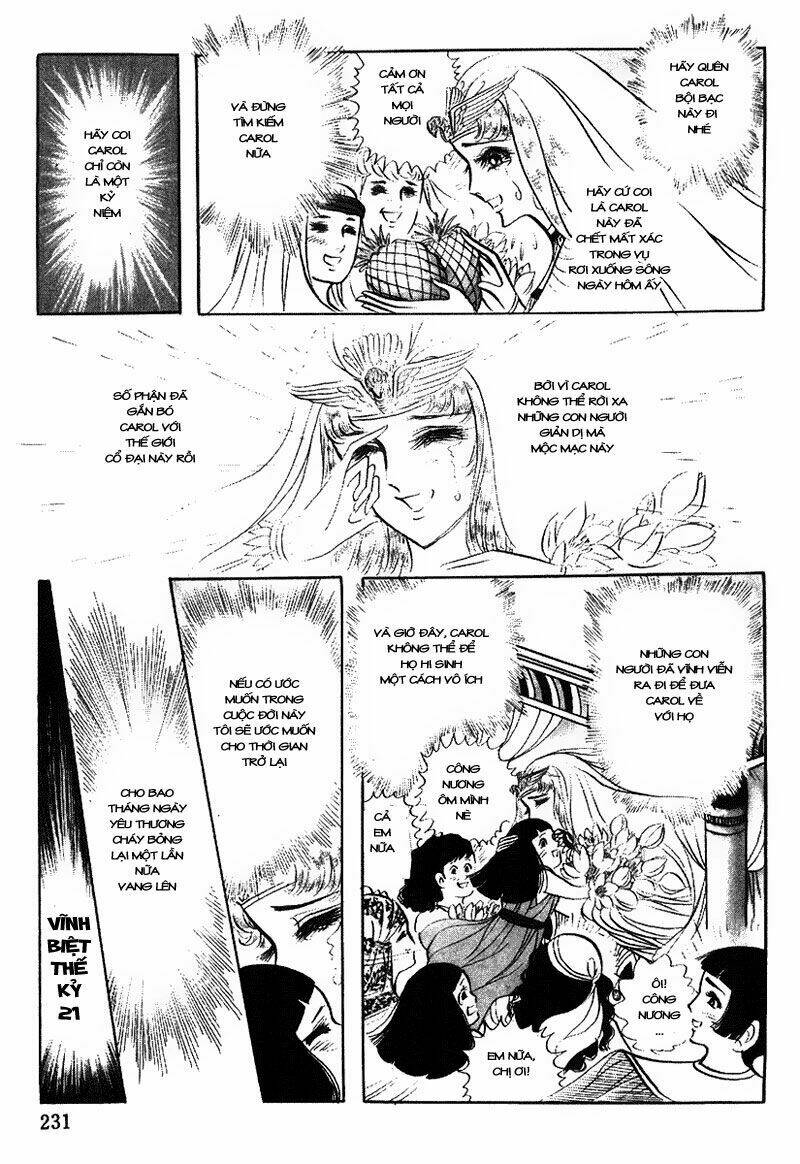 HÃY QUÊN
CAROL
BỘI BẠC
NÀY ĐI
NHÉ
CẢM ƠN
TẤT CẢ
MỌI
NGƯỜI
VÀ ĐỪNG
TÌM KIẾM
CAROL
NỮA
HÃY CỨ COI
LÀ CAROL
NÀY ĐÃ
CHẾT MẤT XÁC
TRONG VỤ
RƠI XUỐNG SÔNG
NGÀY HÔM ẤY
HÃY COI
CAROL
CHỈ CÒN
LÀ MỘT
KỶ
NIỆM
BỞI VÌ CAROL
KHÔNG THỂ RỜI XA
NHỮNG CON NGƯỜI
GIẢN DỊ MÀ
MỘC MẠC NÀY
SỐ PHẬN ĐÃ
GẮN BÓ
CAROL VỚI
THẾ GIỚI
CỔ ĐẠI NÀY RỒI
NHỮNG CON
NGƯỜI ĐÃ VĨNH VIỄN
RA ĐI ĐỂ ĐƯA
CAROL VỀ
VỚI HỌ
VÀ GIỜ ĐÂY, CAROL
KHÔNG THỂ ĐỂ
HỌ HI SINH
MỘT CÁCH VÔ ÍCH
CÔNG
NƯƠNG
ÔM MÌNH
NÈ
CẢ
EM
NỮA
ÔI!
CÔNG
NƯƠNG
...
EM NỮA,
CHỊ ƠI!
NẾU CÓ ƯỚC
MUỐN TRONG
CUỘC ĐỜI NÀY
TÔI SẼ ƯỚC MUỐN
CHO THỜI GIAN
TRỞ LẠI
CHO BAO
THÁNG NGÀY
YÊU THƯƠNG
CHÁY BỎNG
LẠI MỘT LẦN
NỮA
VANG LÊN
VĨNH
BIỆT
THẾ
KỶ
21
231